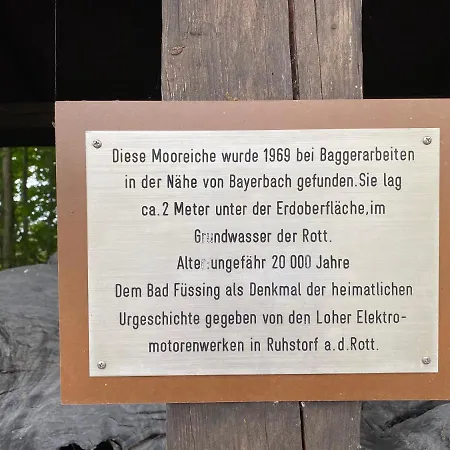 Diese Mooreiche wurde 1969 bei Baggerarbeiten
in der Nähe von Bayerbach gefunden.Sie lag
ca.2 Meter unter der Erdoberfläche,im
Grundwasser der Rott.
Alter:ungefähr 20 000 Jahre
Dem Bad Füssing als Denkmal der heimatlichen
Urgeschichte gegeben von den Loher Elektro-
motorenwerken in Ruhstorf a.d.Rott.